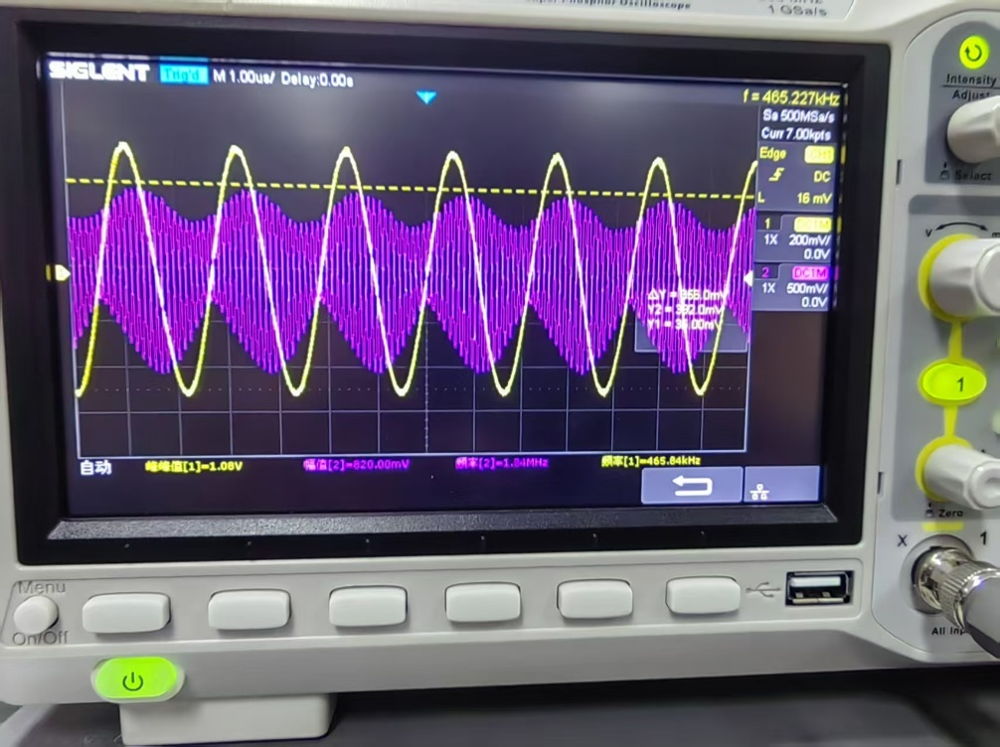 1 GSa/s
SIGLENT Trig'd M 1.00us/ Delay:0.00s
f = 465.227kHz
Sa 500MSa/s
Curr 7.00kpts
Edge CH1
DC
L 16 mV
1 DC1M
1X 200mV/
0.0V
2 DC1M
1X 500mV/
0.0V
ΔY = 356.0mV
Y2 = 392.0mV
Y1 = 36.00mV
自动 峰峰值[1]=1.08V 幅值[2]=820.00mV 频率[2]=1.84MHz 频率[1]=465.84kHz
Intensity
Adjust
Select
V
1
Zero
X 1
Menu
On/Off